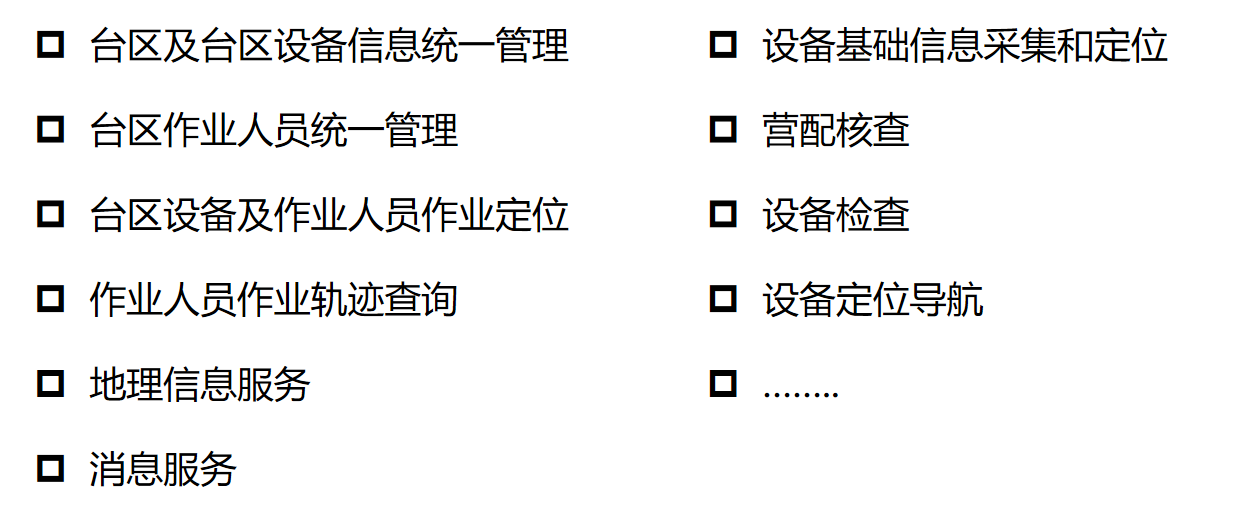 台区及台区设备信息统一管理
台区作业人员统一管理
台区设备及作业人员作业定位
作业人员作业轨迹查询
地理信息服务
消息服务
设备基础信息采集和定位
营配核查
设备检查
设备定位导航
........